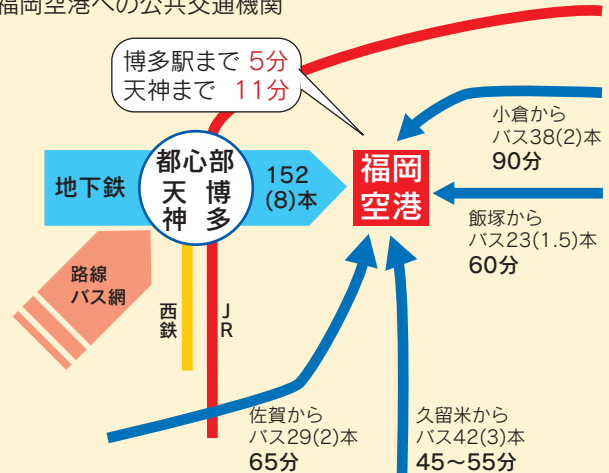 福岡空港への公共交通機関
博多駅まで 5分
天神まで 11分
小倉から
バス38(2)本
90分
地下鉄
都心部
天神
博多
152
(8)本
福岡
空港
飯塚から
バス23(1.5)本
60分
路線
バス網
西鉄
JR
佐賀から
バス29(2)本
65分
久留米から
バス42(3)本
45〜55分